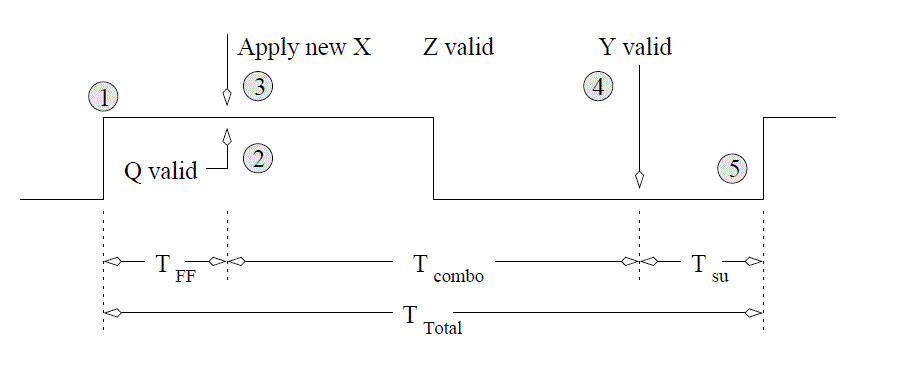 Apply new X Z valid Y valid
1 3 4
Q valid 2 5
T FF T combo T su
T Total